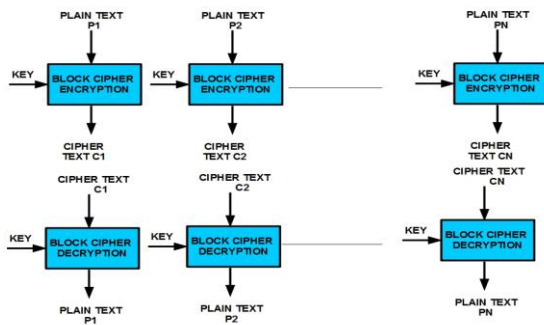 PLAIN TEXT
P1
PLAIN TEXT
P2
PLAIN TEXT
PN
KEY
BLOCK CIPHER
ENCRYPTION
KEY
BLOCK CIPHER
ENCRYPTION
KEY
BLOCK CIPHER
ENCRYPTION
CIPHER
TEXT C1
CIPHER
TEXT C2
CIPHER
TEXT CN
CIPHER TEXT
C1
CIPHER TEXT
C2
CIPHER TEXT
CN
KEY
BLOCK CIPHER
DECRYPTION
KEY
BLOCK CIPHER
DECRYPTION
KEY
BLOCK CIPHER
DECRYPTION
PLAIN TEXT
P1
PLAIN TEXT
P2
PLAIN TEXT
PN